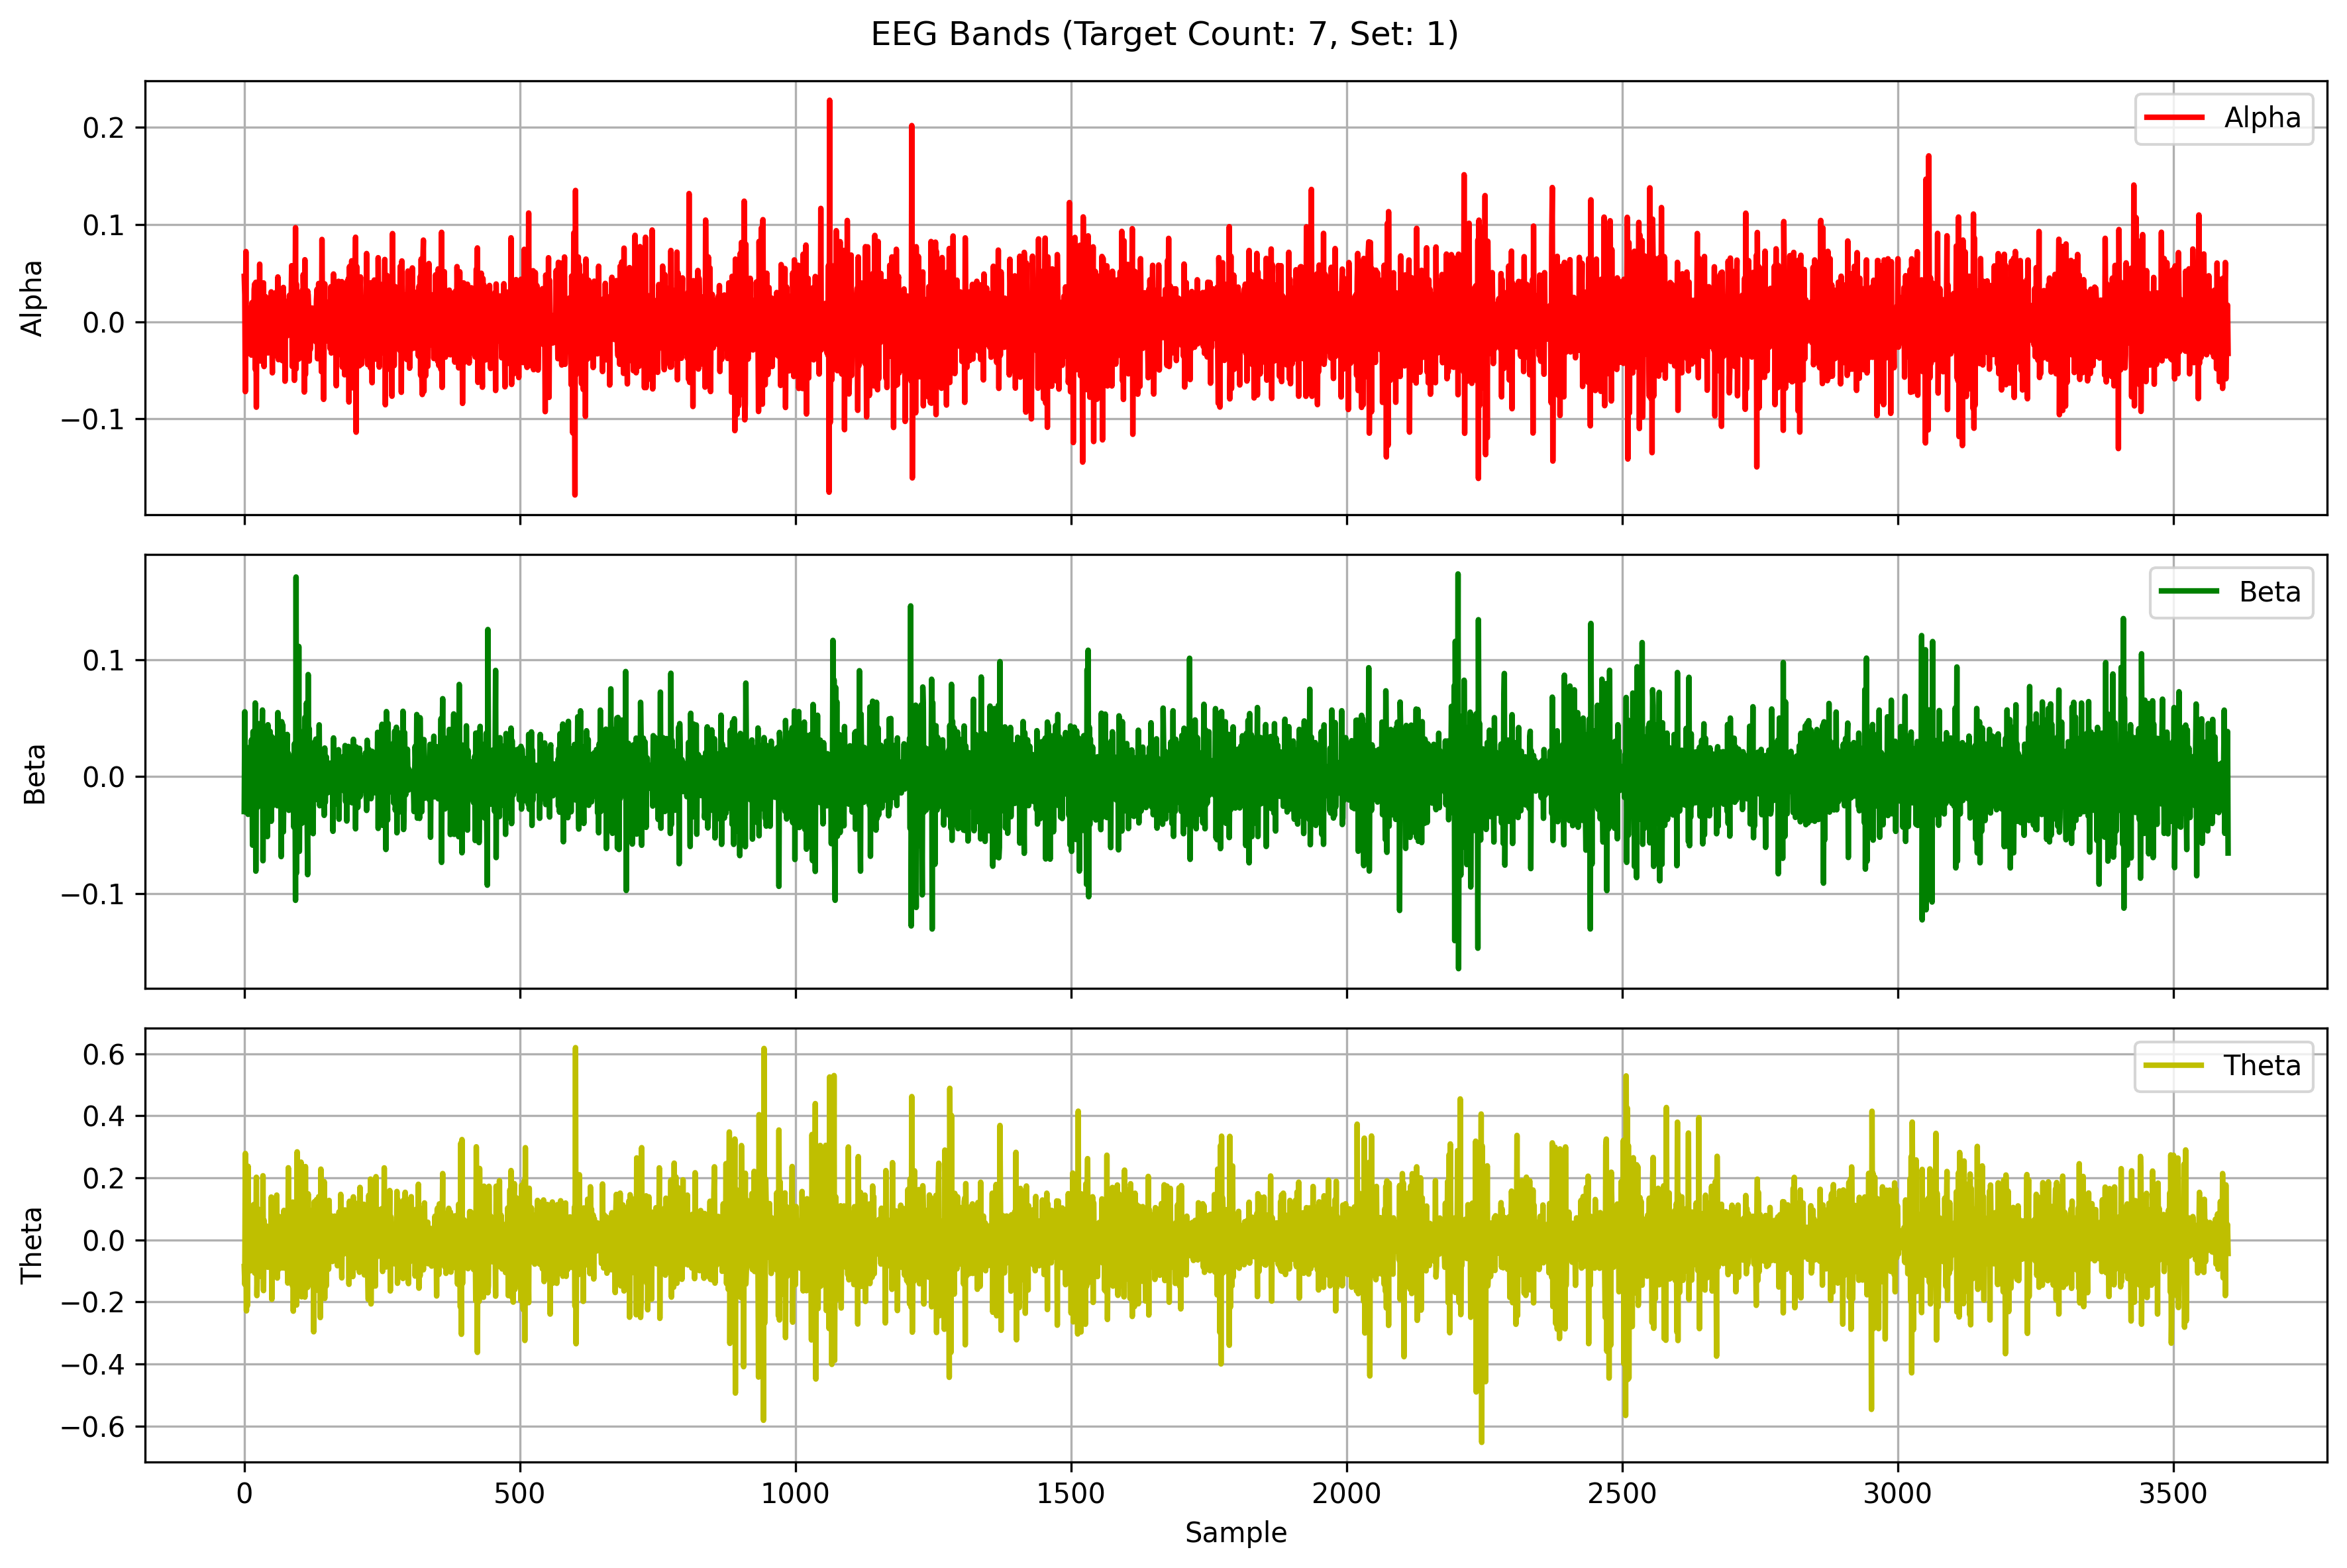 EEG Bands (Target Count: 7, Set: 1)
Alpha
0.2
0.1
0.0
−0.1
Alpha
Beta
0.1
0.0
−0.1
Beta
Theta
0.6
0.4
0.2
0.0
−0.2
−0.4
−0.6
Theta
0 500 1000 1500 2000 2500 3000 3500
Sample